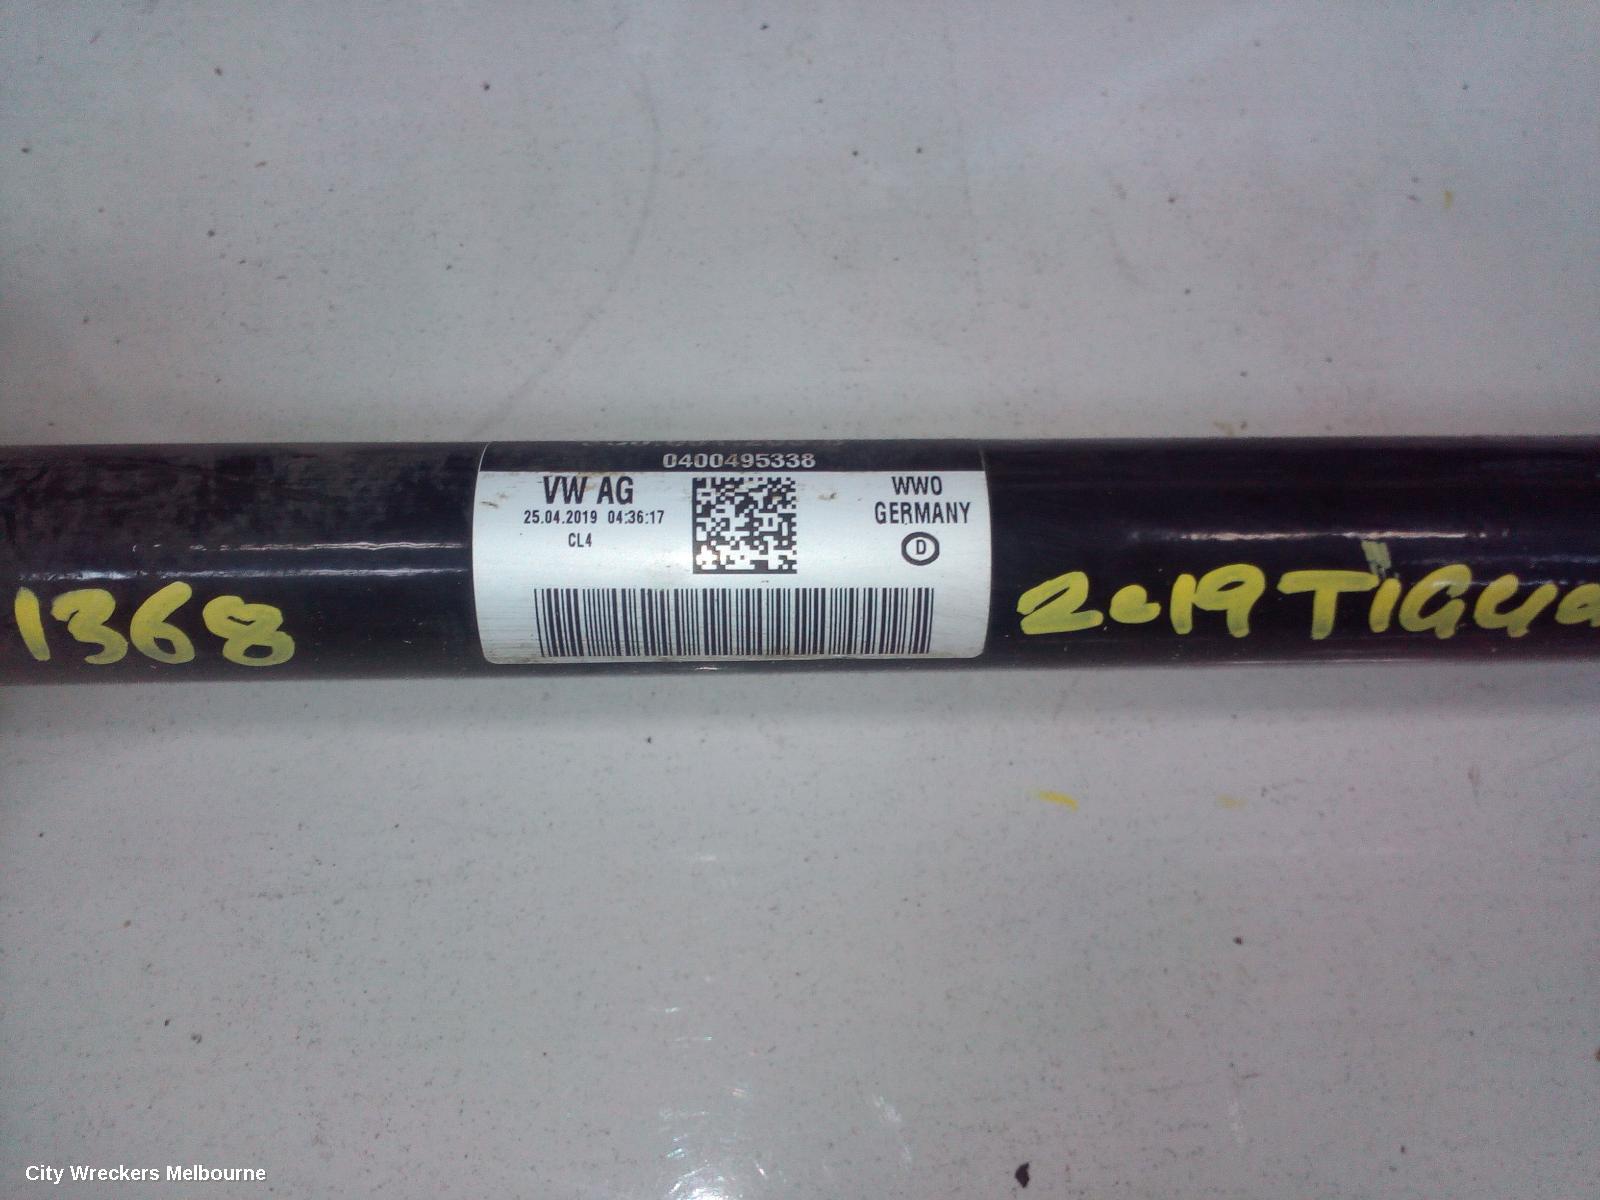 0400495338
VW AG
25.04.2019 04:36:17
CL4
WWO
GERMANY
D
1368
2019 TIGUA
City Wreckers Melbourne